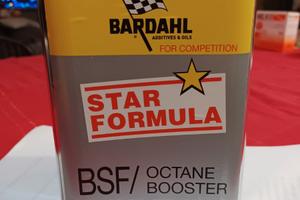 BARDAHL
ADDITIVES & OILS
FOR COMPETITION
STAR
FORMULA
BSF/ OCTANE
BOOSTER